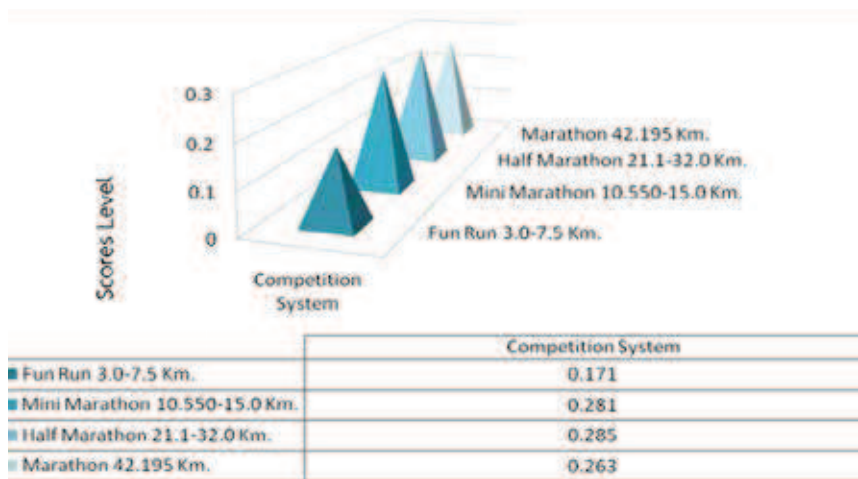 0.3
0.2
0.1
0
Scores Level
Marathon 42.195 Km.
Half Marathon 21.1-32.0 Km.
Mini Marathon 10.550-15.0 Km.
Fun Run 3.0-7.5 Km.
Competition
System
Competition System
Fun Run 3.0-7.5 Km. 0.171
Mini Marathon 10.550-15.0 Km. 0.281
Half Marathon 21.1-32.0 Km. 0.285
Marathon 42.195 Km. 0.263